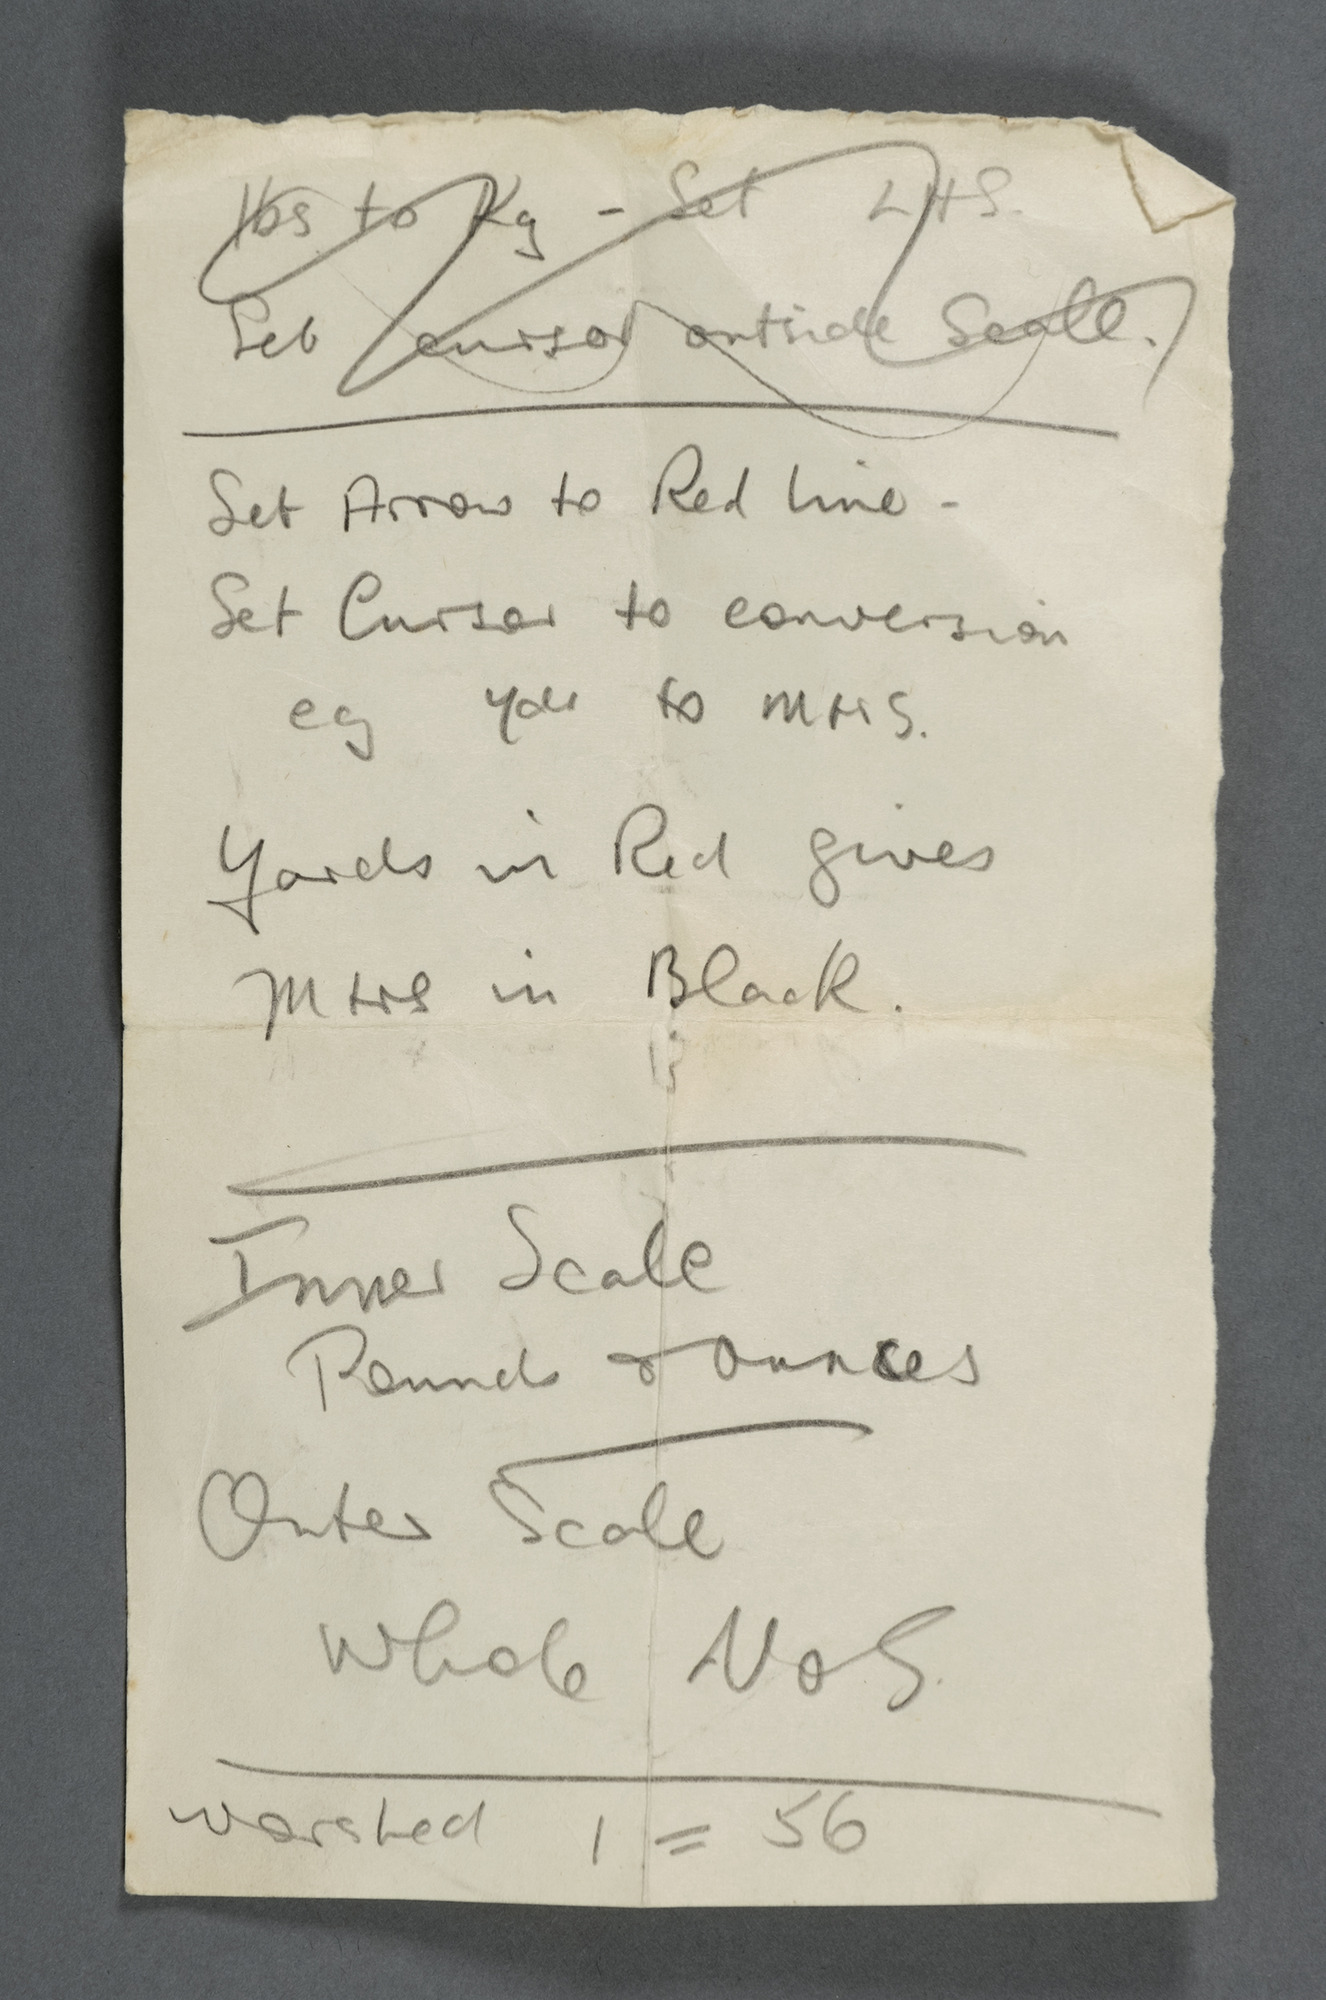 lbs to Kg - Set LHS.
Set cursor outside Scale.
Set Arrow to Red line -
Set Cursor to conversion
eg yds to mtrs.
Yards in Red gives
Mtrs in Black.
Inner Scale
Pounds & Ounces
Outer Scale
Whole Nos.
worsted 1 = 56